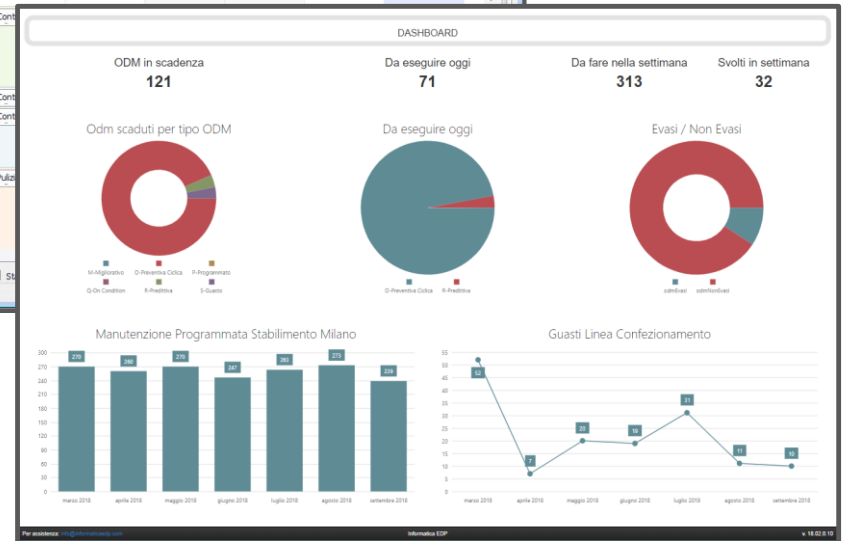 DASHBOARD
ODM in scadenza
121
Da eseguire oggi
71
Da fare nella settimana
313
Svolti in settimana
32
Odm scaduti per tipo ODM
M-Migliorativo O-Preventiva Ciclica P-Programmato
Q-On Condition R-Predittiva S-Guasto
Da eseguire oggi
O-Preventiva Ciclica R-Predittiva
Evasi / Non Evasi
odmEvasi odmNonEvasi
Manutenzione Programmata Stabilimento Milano
300
270
240
210
180
150
120
90
60
30
0
270 260 270 247 263 273 239
marzo 2018 aprile 2018 maggio 2018 giugno 2018 luglio 2018 agosto 2018 settembre 2018
Guasti Linea Confezionamento
55
50
45
40
35
30
25
20
15
10
5
0
52 7 20 19 31 11 10
marzo 2018 aprile 2018 maggio 2018 giugno 2018 luglio 2018 agosto 2018 settembre 2018
Per assistenza: info@informaticaedp.com
Informatica EDP
v. 18.02.0.10